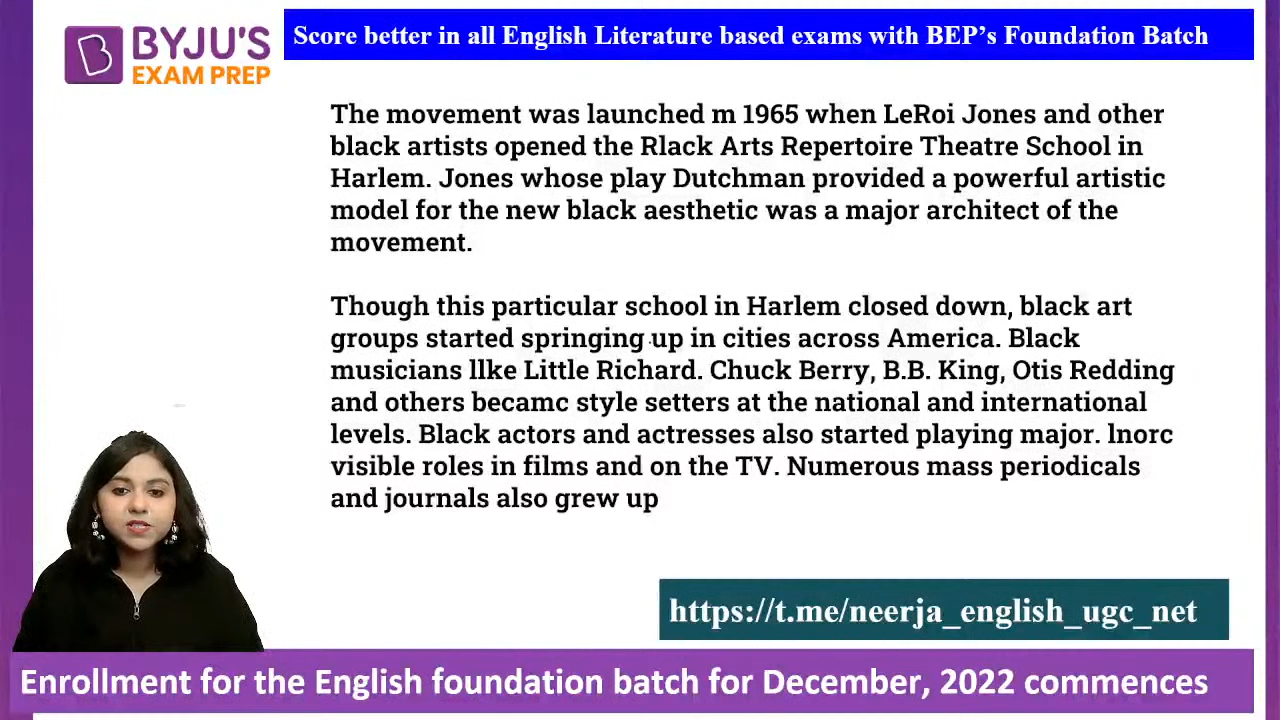 BYJU'S
EXAM PREP
Score better in all English Literature based exams with BEP's Foundation Batch
The movement was launched m 1965 when LeRoi Jones and other
black artists opened the Rlack Arts Repertoire Theatre School in
Harlem. Jones whose play Dutchman provided a powerful artistic
model for the new black aesthetic was a major architect of the
movement.
Though this particular school in Harlem closed down, black art
groups started springing up in cities across America. Black
musicians llke Little Richard. Chuck Berry, B.B. King, Otis Redding
and others becamc style setters at the national and international
levels. Black actors and actresses also started playing major. lnorc
visible roles in films and on the TV. Numerous mass periodicals
and journals also grew up
https://t.me/neerja_english_ugc_net
Enrollment for the English foundation batch for December, 2022 commences